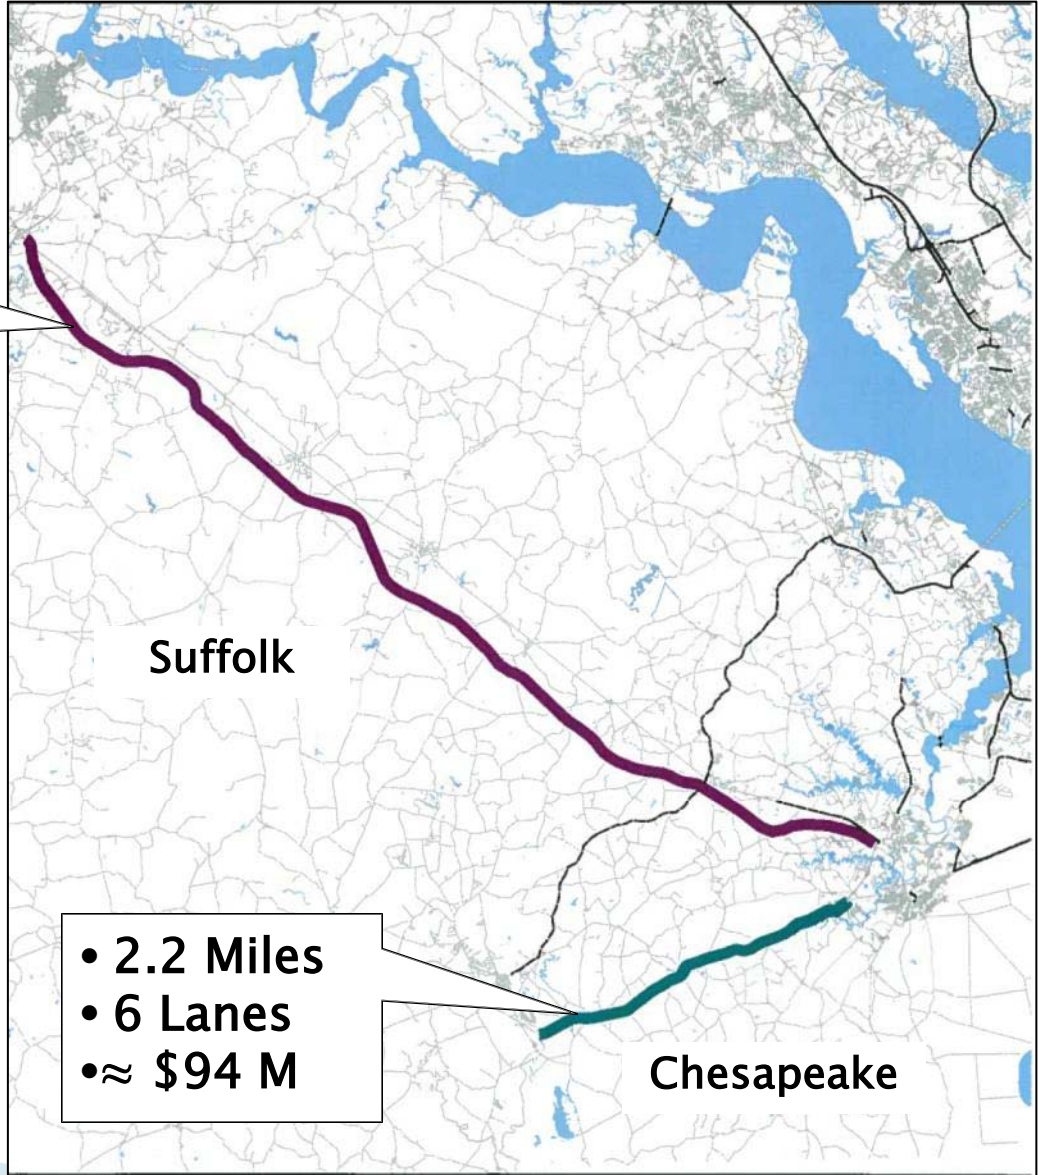 Suffolk
• 2.2 Miles
• 6 Lanes
•≈ $94 M
Chesapeake